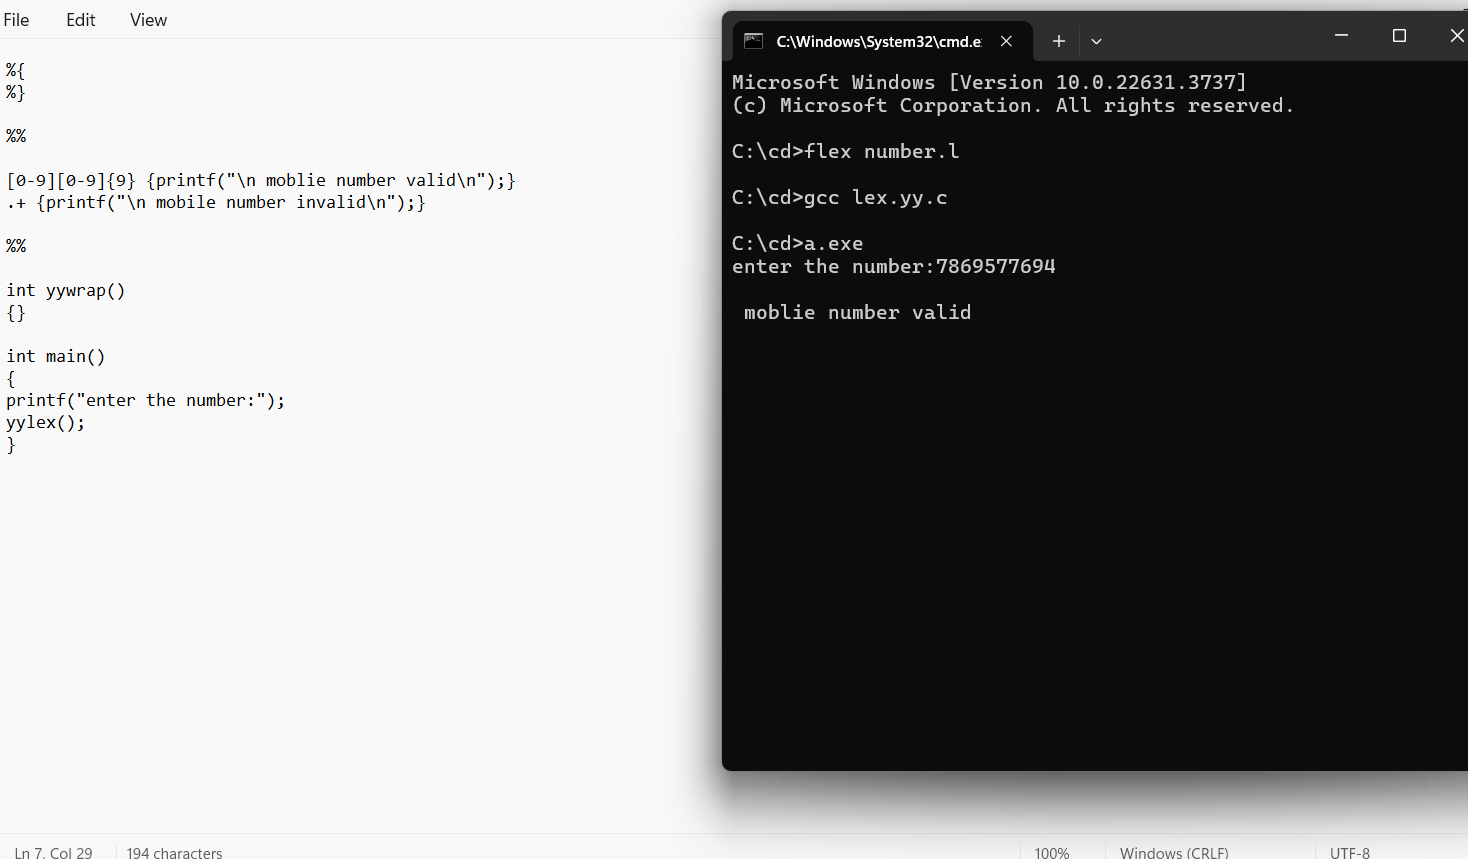 File Edit View
%{
%}
%%
[0-9][0-9]{9} {printf("\n moblie number valid\n");}
.+ {printf("\n mobile number invalid\n");}
%%
int yywrap()
{}
int main()
{
printf("enter the number:");
yylex();
}
Ln 7, Col 29 194 characters 100% Windows (CRLF) UTF-8
C:\Windows\System32\cmd.e
Microsoft Windows [Version 10.0.22631.3737]
(c) Microsoft Corporation. All rights reserved.
C:\cd>flex number.l
C:\cd>gcc lex.yy.c
C:\cd>a.exe
enter the number:7869577694
moblie number valid